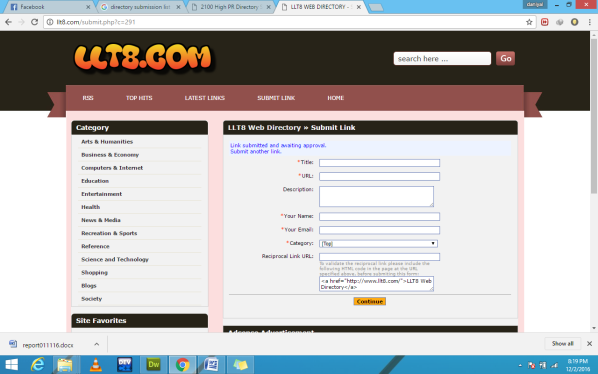 Facebook
directory submission list
2100 High PR Directory
LLT8 WEB DIRECTORY - S
llt8.com/submit.php?c=291
LLT8.COM
search here ...
Go
RSS
TOP HITS
LATEST LINKS
SUBMIT LINK
HOME
Category
Arts & Humanities
Business & Economy
Computers & Internet
Education
Entertainment
Health
News & Media
Recreation & Sports
Reference
Science and Technology
Shopping
Blogs
Society
Site Favorites
LLT8 Web Directory » Submit Link
Link submitted and awaiting approval.
Submit another link.
*Title:
*URL:
Description:
*Your Name:
*Your Email:
*Category:
[Top]
Reciprocal Link URL:
To validate the reciprocal link please include the
following HTML code in the page at the URL
specified above, before submiting this form:
<a href="http://www.llt8.com/">LLT8 Web
Directory</a>
Continue
Advance Advertisment
report011116.docx
Show all
Dw
8:19 PM
12/2/2016